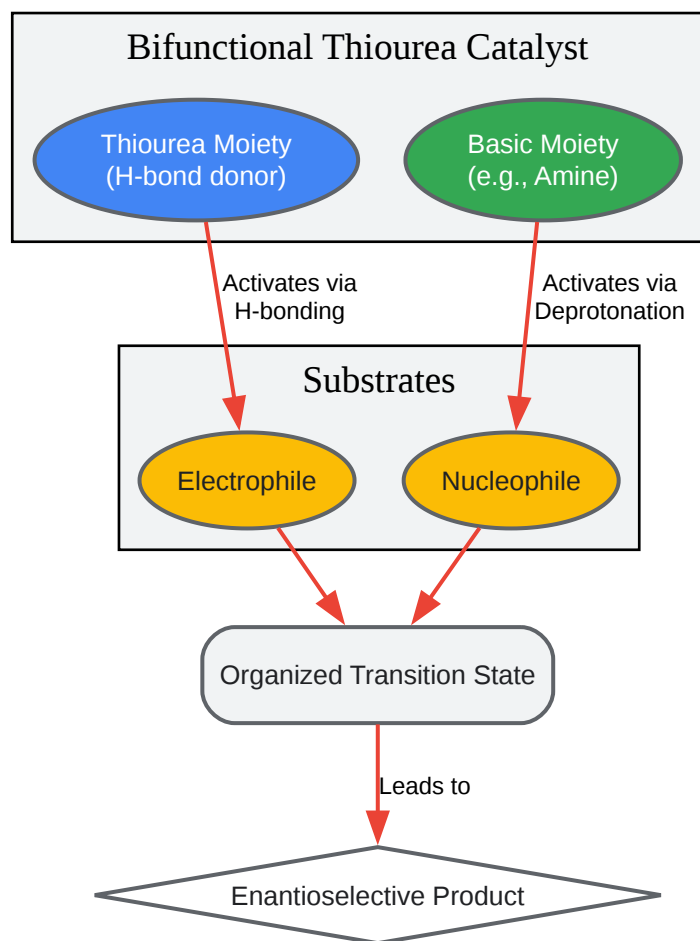 Bifunctional Thiourea Catalyst
Thiourea Moiety
(H-bond donor)
Basic Moiety
(e.g., Amine)
Activates via
H-bonding
Activates via
Deprotonation
Substrates
Electrophile
Nucleophile
Organized Transition State
Leads to
Enantioselective Product